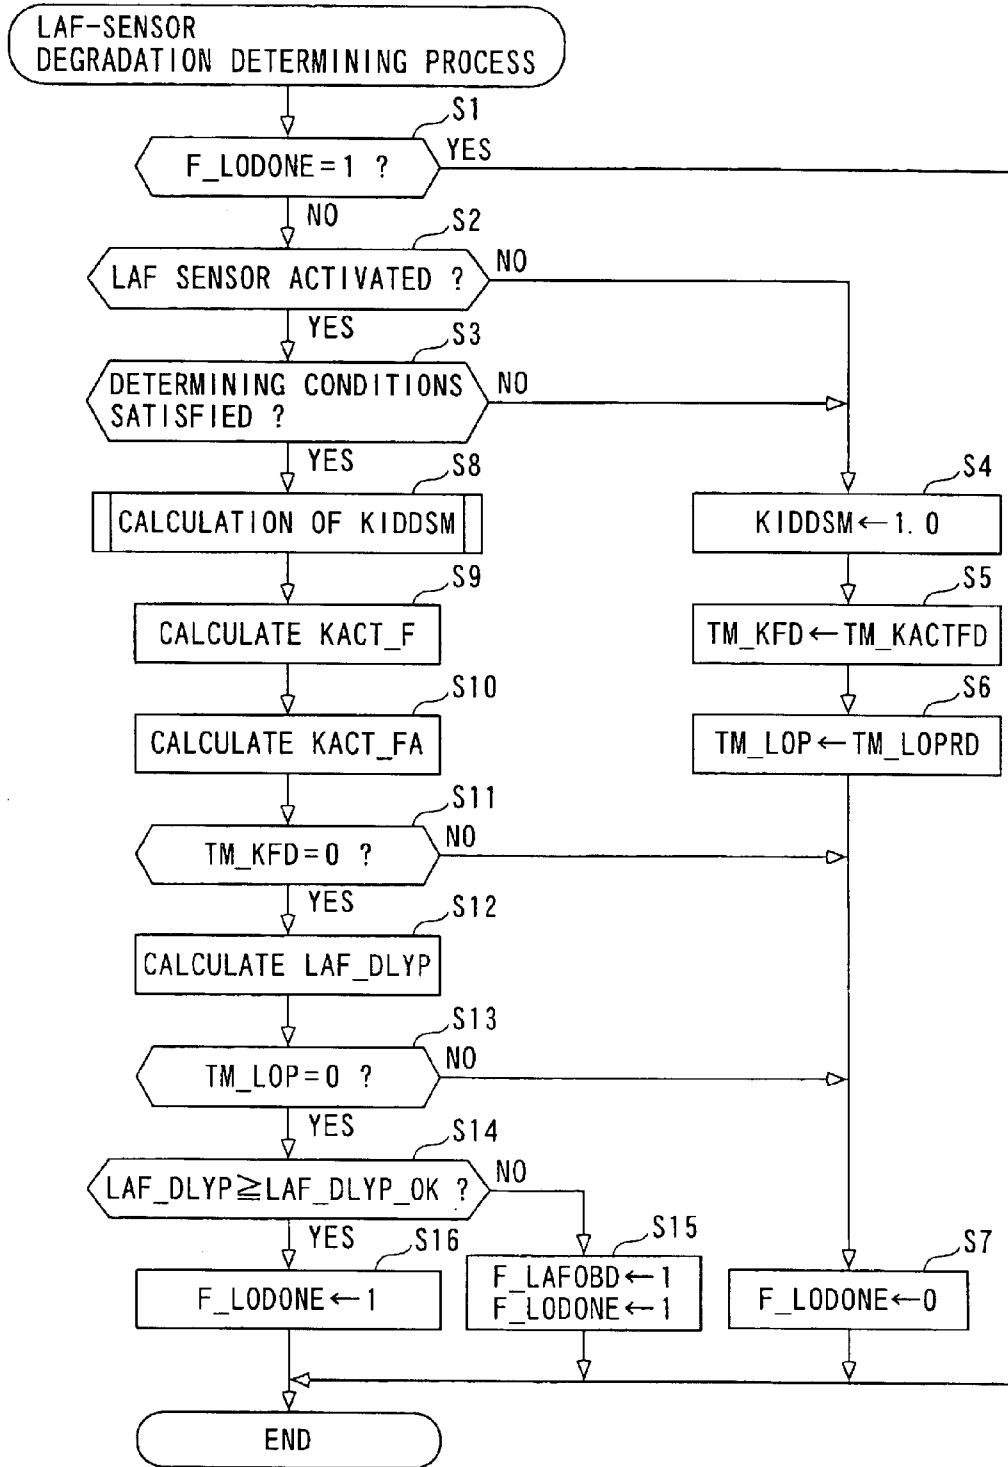 LAF-SENSOR
DEGRADATION DETERMINING PROCESS
S1
F_LODONE=1 ?
YES
NO
S2
LAF SENSOR ACTIVATED ?
NO
YES
S3
DETERMINING CONDITIONS
SATISFIED ?
NO
YES
S8
CALCULATION OF KIDDSM
S4
KIDDSM←1.0
S9
CALCULATE KACT_F
S5
TM_KFD←TM_KACTFD
S10
CALCULATE KACT_FA
S6
TM_LOP←TM_LOPRD
S11
TM_KFD=0 ?
NO
YES
S12
CALCULATE LAF_DLYP
S13
TM_LOP=0 ?
NO
YES
S14
LAF_DLYP≧LAF_DLYP_OK ?
NO
YES
S16
F_LODONE←1
S15
F_LAFOBD←1
F_LODONE←1
S7
F_LODONE←0
END